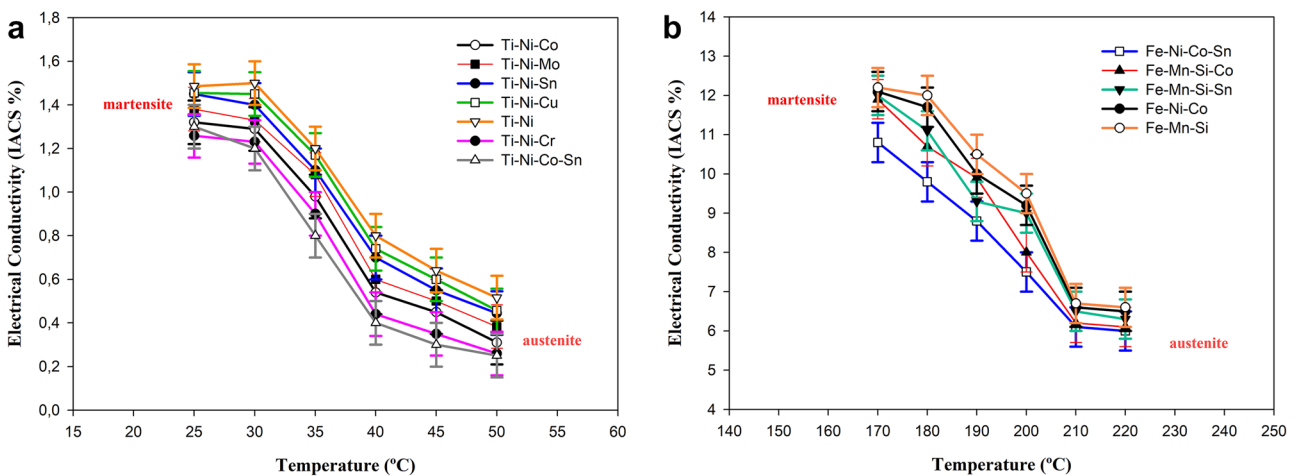 a
1,8
1,6
1,4
1,2
1,0
0,8
0,6
0,4
0,2
0,0
Electrical Conductivity (IACS %)
martensite
austenite
Ti-Ni-Co
Ti-Ni-Mo
Ti-Ni-Sn
Ti-Ni-Cu
Ti-Ni
Ti-Ni-Cr
Ti-Ni-Co-Sn
15 20 25 30 35 40 45 50 55 60
Temperature (ºC)
b
14
13
12
11
10
9
8
7
6
5
4
Electrical Conductivity (IACS %)
martensite
austenite
Fe-Ni-Co-Sn
Fe-Mn-Si-Co
Fe-Mn-Si-Sn
Fe-Ni-Co
Fe-Mn-Si
140 150 160 170 180 190 200 210 220 230 240 250
Temperature (ºC)